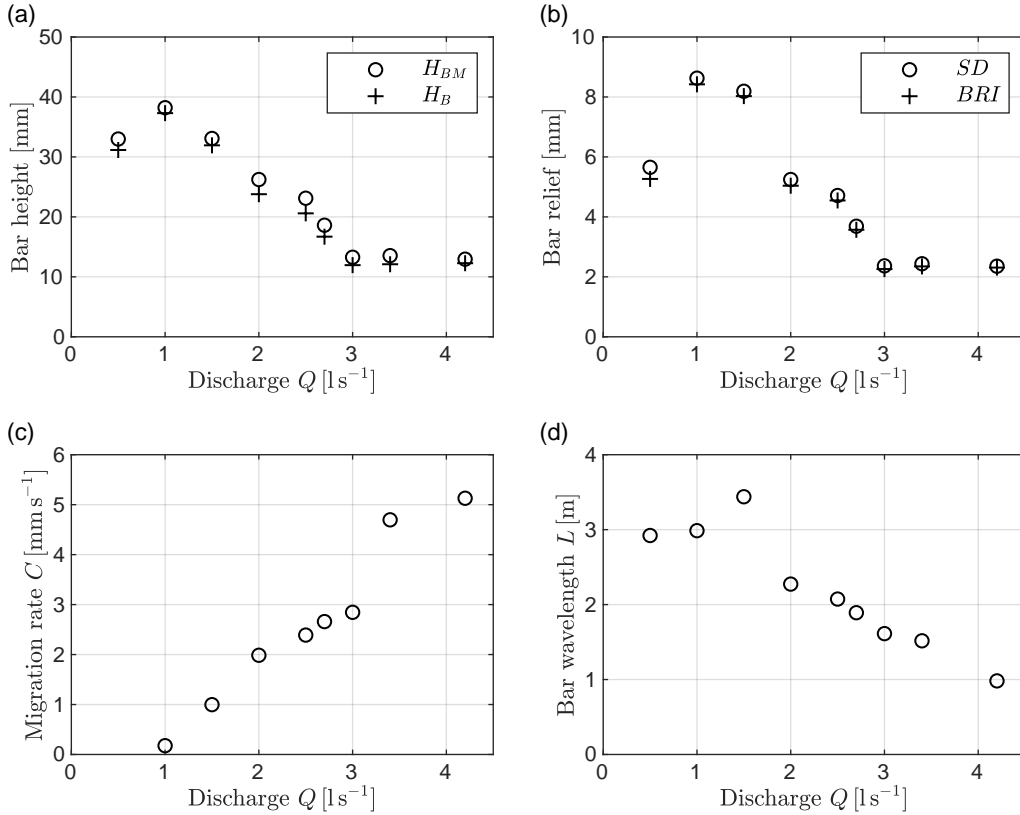 (a)
50
40
30
20
10
0
Bar height [mm]
H_{BM}
H_B
0 1 2 3 4
Discharge Q [l s^{-1}]
(b)
10
8
6
4
2
0
Bar relief [mm]
SD
BRI
0 1 2 3 4
Discharge Q [l s^{-1}]
(c)
6
5
4
3
2
1
0
Migration rate C [mm s^{-1}]
0 1 2 3 4
Discharge Q [l s^{-1}]
(d)
4
3
2
1
0
Bar wavelength L [m]
0 1 2 3 4
Discharge Q [l s^{-1}]